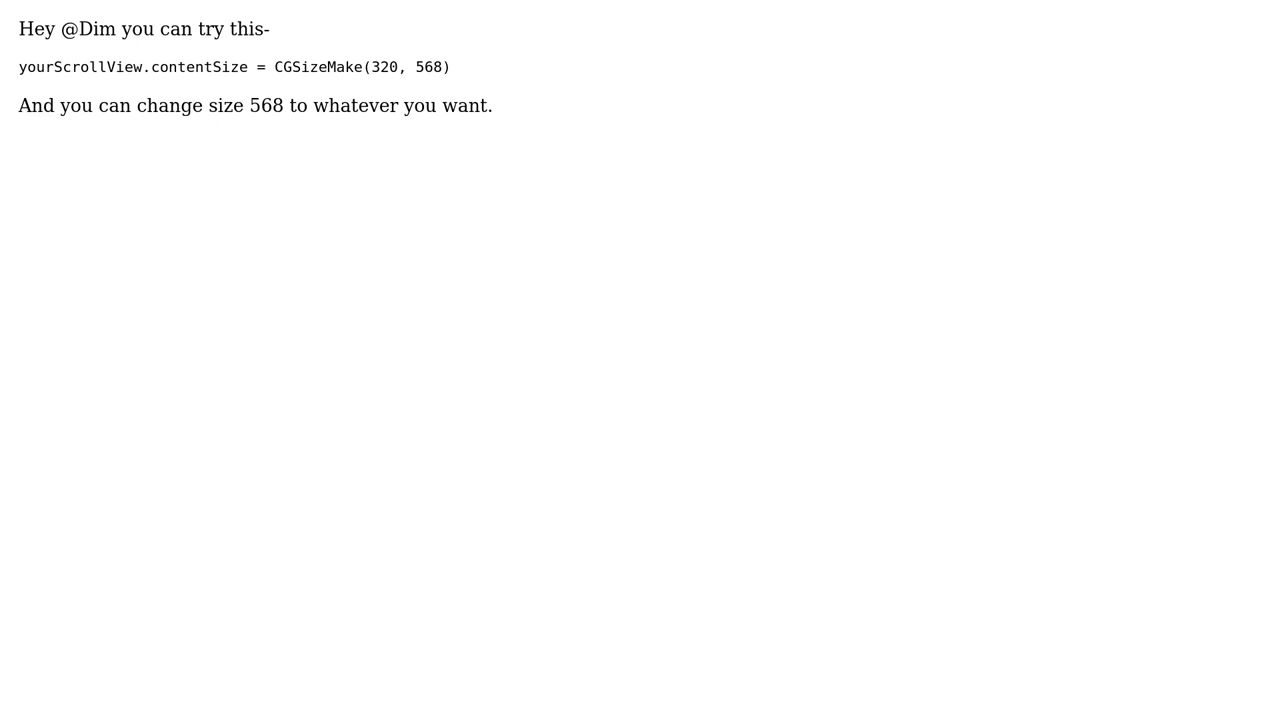 Hey @Dim you can try this-
yourScrollView.contentSize = CGSizeMake(320, 568)
And you can change size 568 to whatever you want.